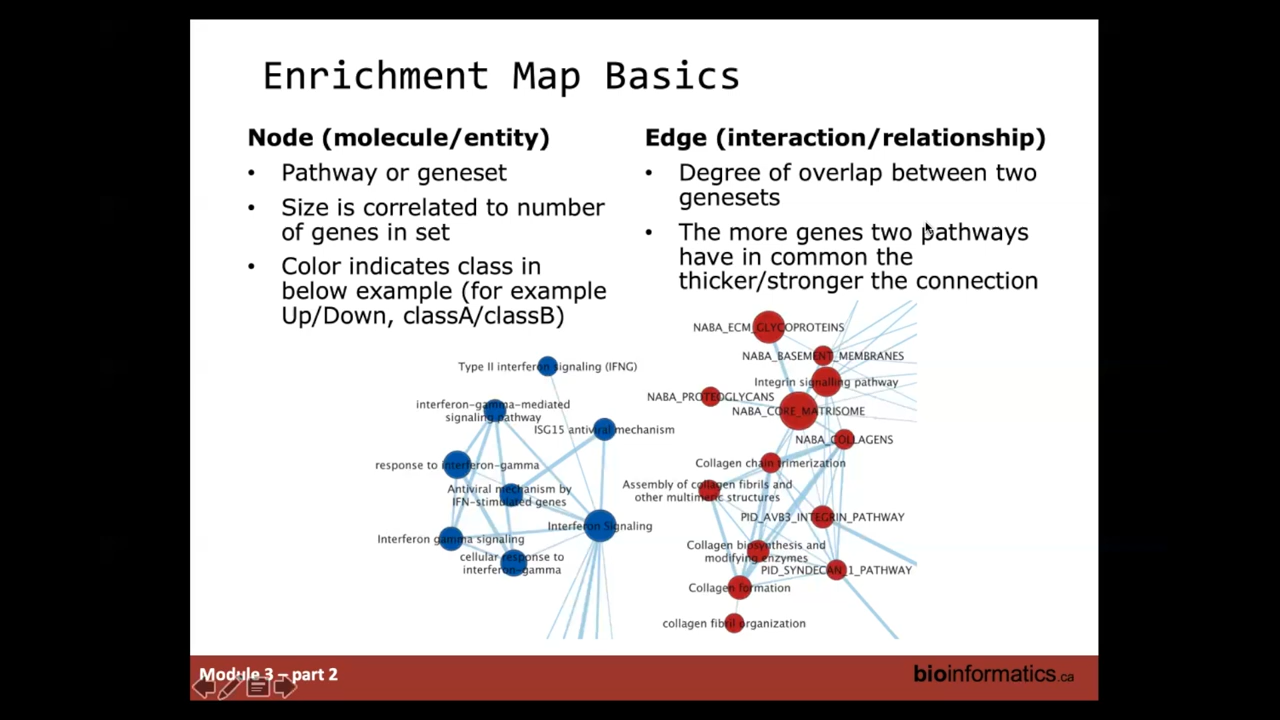 Enrichment Map Basics
Node (molecule/entity)
• Pathway or geneset
• Size is correlated to number
of genes in set
• Color indicates class in
below example (for example
Up/Down, classA/classB)
Edge (interaction/relationship)
• Degree of overlap between two
genesets
• The more genes two pathways
have in common the
thicker/stronger the connection
Type II interferon signaling (IFNG)
interferon-gamma-mediated
signaling pathway
ISG15 antiviral mechanism
response to interferon-gamma
Antiviral mechanism by
IFN-stimulated genes
Interferon Signaling
Interferon gamma signaling
cellular response to
interferon-gamma
NABA_ECM_GLYCOPROTEINS
NABA_BASEMENT_MEMBRANES
Integrin signalling pathway
NABA_PROTEOGLYCANS
NABA_CORE_MATRISOME
NABA_COLLAGENS
Collagen chain trimerization
Assembly of collagen fibrils and
other multimeric structures
PID_AVB3_INTEGRIN_PATHWAY
Collagen biosynthesis and
modifying enzymes
PID_SYNDECAN_1_PATHWAY
Collagen formation
collagen fibril organization
Module 3 – part 2
bioinformatics.ca